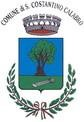 COMUNE di S. COSTANTINO CALABRO